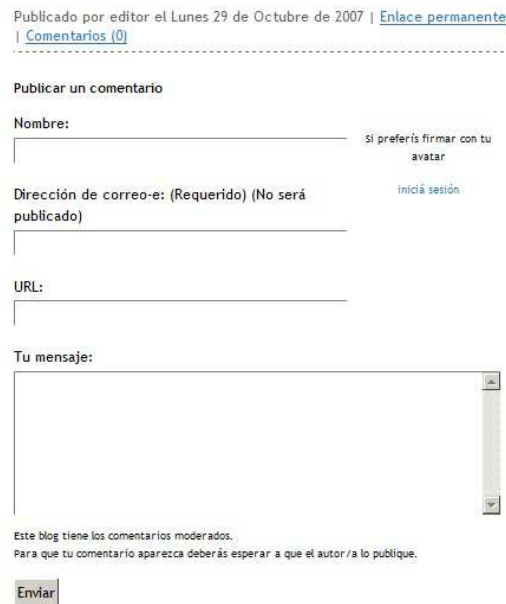 Publicado por editor el Lunes 29 de Octubre de 2007 | Enlace permanente
| Comentarios (0)
Publicar un comentario
Nombre:
Si preferís firmar con tu
avatar
iniciá sesión
Dirección de correo-e: (Requerido) (No será
publicado)
URL:
Tu mensaje:
Este blog tiene los comentarios moderados.
Para que tu comentario aparezca deberás esperar a que el autor/a lo publique.
Enviar